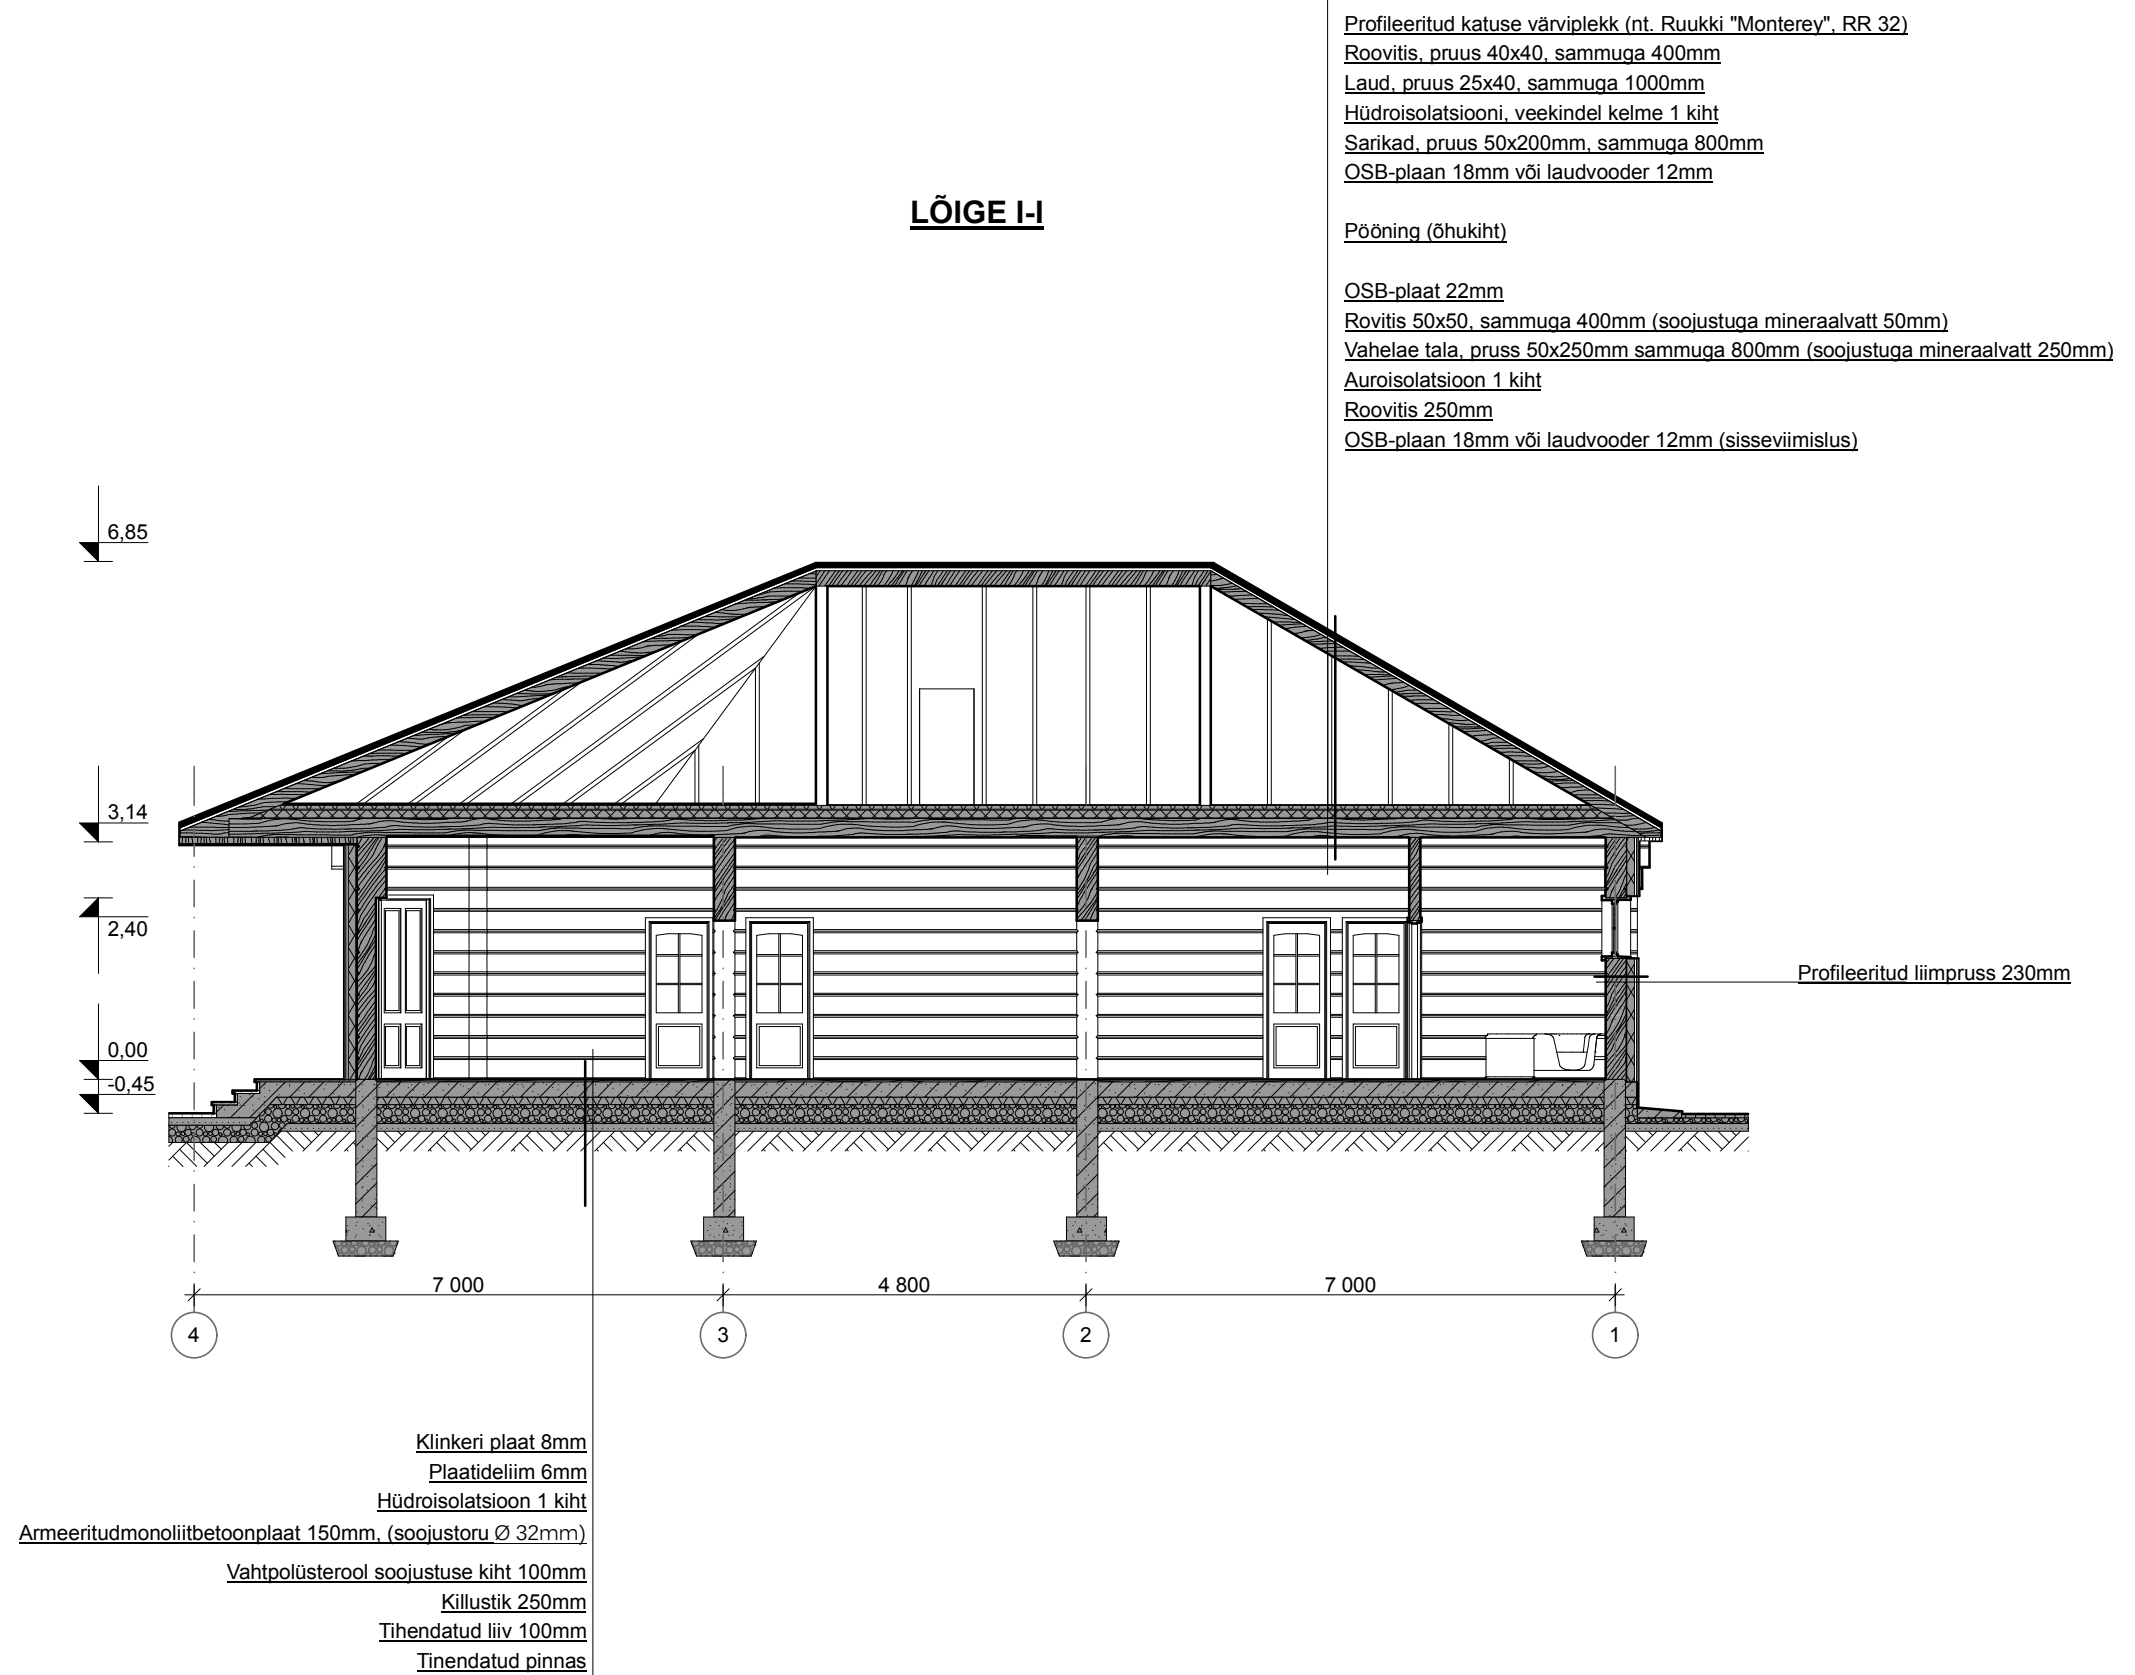 Profileeritud katuse värviplekk (nt. Ruukki "Monterey", RR 32)
Roovitis, pruus 40x40, sammuga 400mm
Laud, pruus 25x40, sammuga 1000mm
Hüdroisolatsiooni, veekindel kelme 1 kiht
Sarikad, pruus 50x200mm, sammuga 800mm
OSB-plaan 18mm või laudvooder 12mm
LÕIGE I-I
Pööning (õhukiht)
OSB-plaat 22mm
Rovitis 50x50, sammuga 400mm (soojustuga mineraalvatt 50mm)
Vahelae tala, pruss 50x250mm sammuga 800mm (soojustuga mineraalvatt 250mm)
Auroisolatsioon 1 kiht
Roovitis 250mm
OSB-plaan 18mm või laudvooder 12mm (sisseviimislus)
6,85
3,14
2,40
Profileeritud liimpruss 230mm
0,00
-0,45
7 000
4 800
7 000
4
3
2
1
Klinkeri plaat 8mm
Plaatideliim 6mm
Hüdroisolatsioon 1 kiht
Armeeritudmonoliitbetoonplaat 150mm, (soojustoru Ø 32mm)
Vahtpolüsterool soojustuse kiht 100mm
Killustik 250mm
Tihendatud liiv 100mm
Tinendatud pinnas